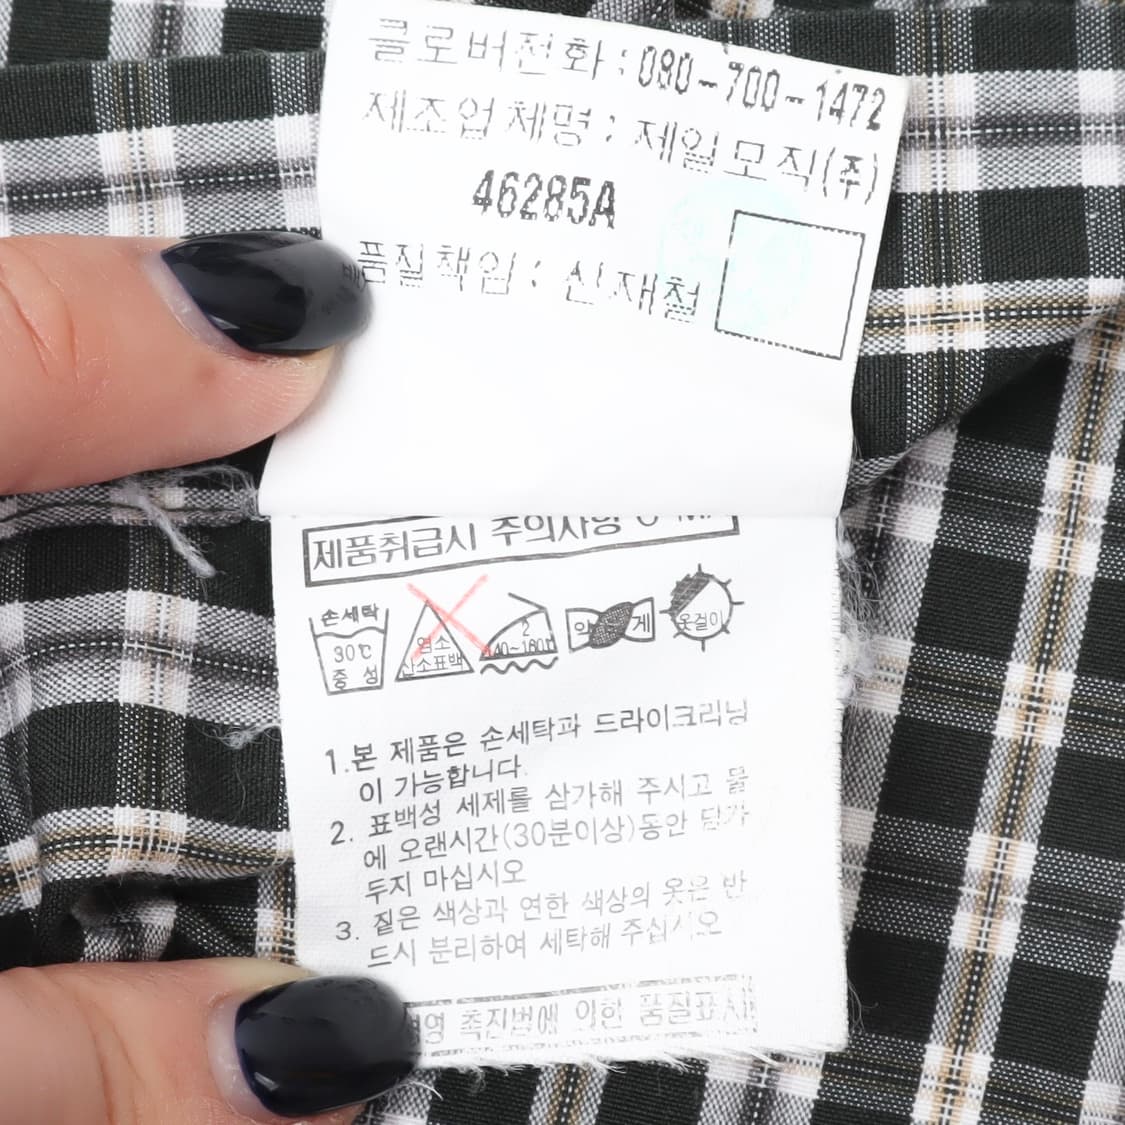 클로버전화 : 080-700-1472
제조업체명 : 제일모직(주)
46285A
품질책임 : 신재철
제품취급시 주의사항
손세탁
30℃
중 성
염소
산소표백
2
140~160℃
약 게
옷걸이
1. 본 제품은 손세탁과 드라이크리닝
이 가능합니다.
2. 표백성 세제를 삼가해 주시고 물
에 오랜시간(30분이상)동안 담가
두지 마십시오
3. 짙은 색상과 연한 색상의 옷은 반
드시 분리하여 세탁해 주십시오
촉진법에 의한 품질표시